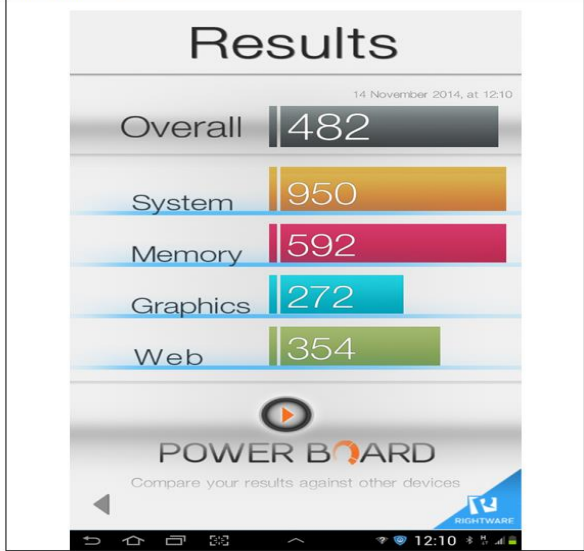 Results
14 November 2014, at 12:10
Overall 482
System 950
Memory 592
Graphics 272
Web 354
POWER BOARD
Compare your results against other devices
RIGHTWARE
12:10